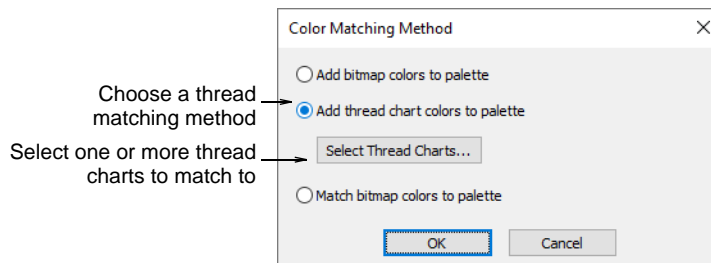 Color Matching Method
Add bitmap colors to palette
Choose a thread
matching method
Add thread chart colors to palette
Select one or more thread
charts to match to
Select Thread Charts...
Match bitmap colors to palette
OK
Cancel